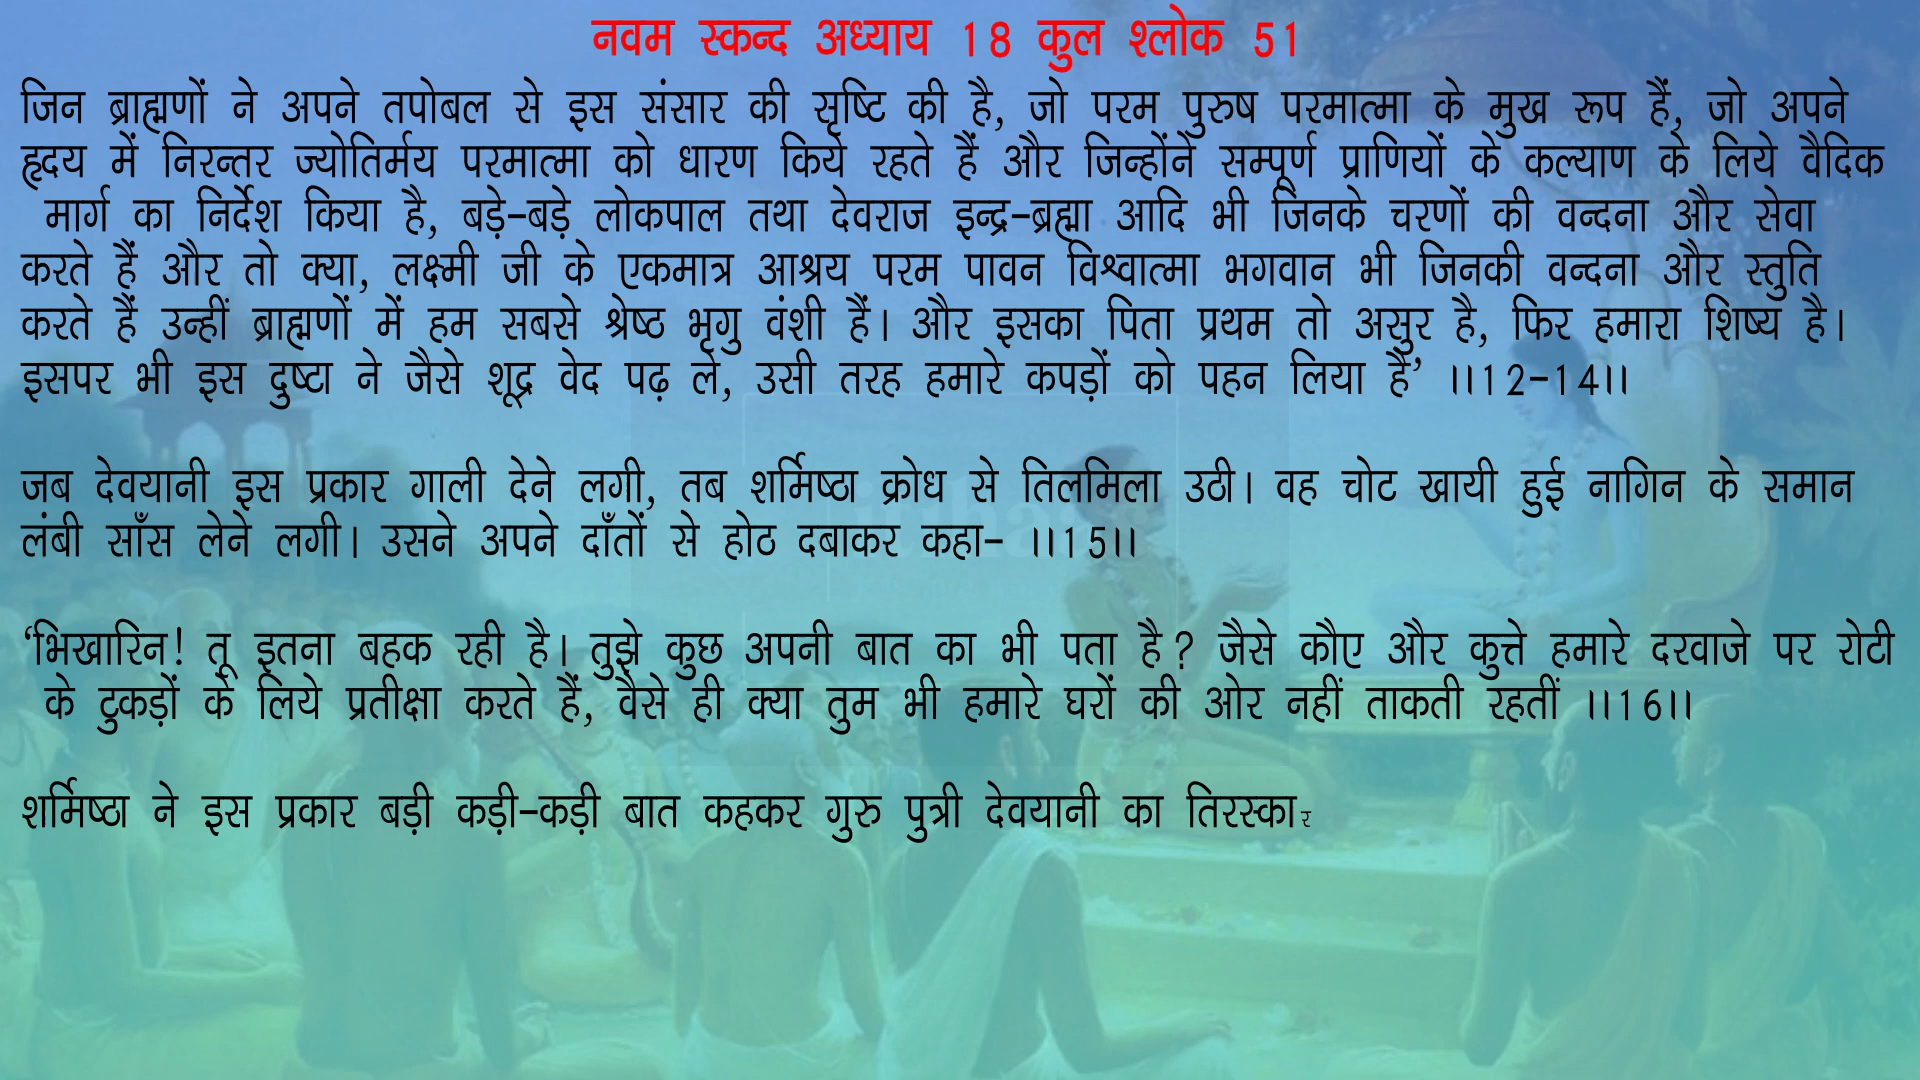 नवम स्कन्द अध्याय 18 कुल श्लोक 51
जिन ब्राह्मणों ने अपने तपोबल से इस संसार की सृष्टि की है, जो परम पुरुष परमात्मा के मुख रूप हैं, जो अपने
हृदय में निरन्तर ज्योतिर्मय परमात्मा को धारण किये रहते हैं और जिन्होंने सम्पूर्ण प्राणियों के कल्याण के लिये वैदिक
मार्ग का निर्देश किया है, बड़े-बड़े लोकपाल तथा देवराज इन्द्र-ब्रह्मा आदि भी जिनके चरणों की वन्दना और सेवा
करते हैं और तो क्या, लक्ष्मी जी के एकमात्र आश्रय परम पावन विश्वात्मा भगवान भी जिनकी वन्दना और स्तुति
करते हैं उन्हीं ब्राह्मणों में हम सबसे श्रेष्ठ भृगु वंशी हैं। और इसका पिता प्रथम तो असुर है, फिर हमारा शिष्य है।
इसपर भी इस दुष्टा ने जैसे शूद्र वेद पढ़ ले, उसी तरह हमारे कपड़ों को पहन लिया है’ ।।12-14।।
जब देवयानी इस प्रकार गाली देने लगी, तब शर्मिष्ठा क्रोध से तिलमिला उठी। वह चोट खायी हुई नागिन के समान
लंबी साँस लेने लगी। उसने अपने दाँतों से होठ दबाकर कहा- ।।15।।
‘भिखारिन! तू इतना बहक रही है। तुझे कुछ अपनी बात का भी पता है? जैसे कौए और कुत्ते हमारे दरवाजे पर रोटी
के टुकड़ों के लिये प्रतीक्षा करते हैं, वैसे ही क्या तुम भी हमारे घरों की ओर नहीं ताकती रहतीं ।।16।।
शर्मिष्ठा ने इस प्रकार बड़ी कड़ी-कड़ी बात कहकर गुरु पुत्री देवयानी का तिरस्कार